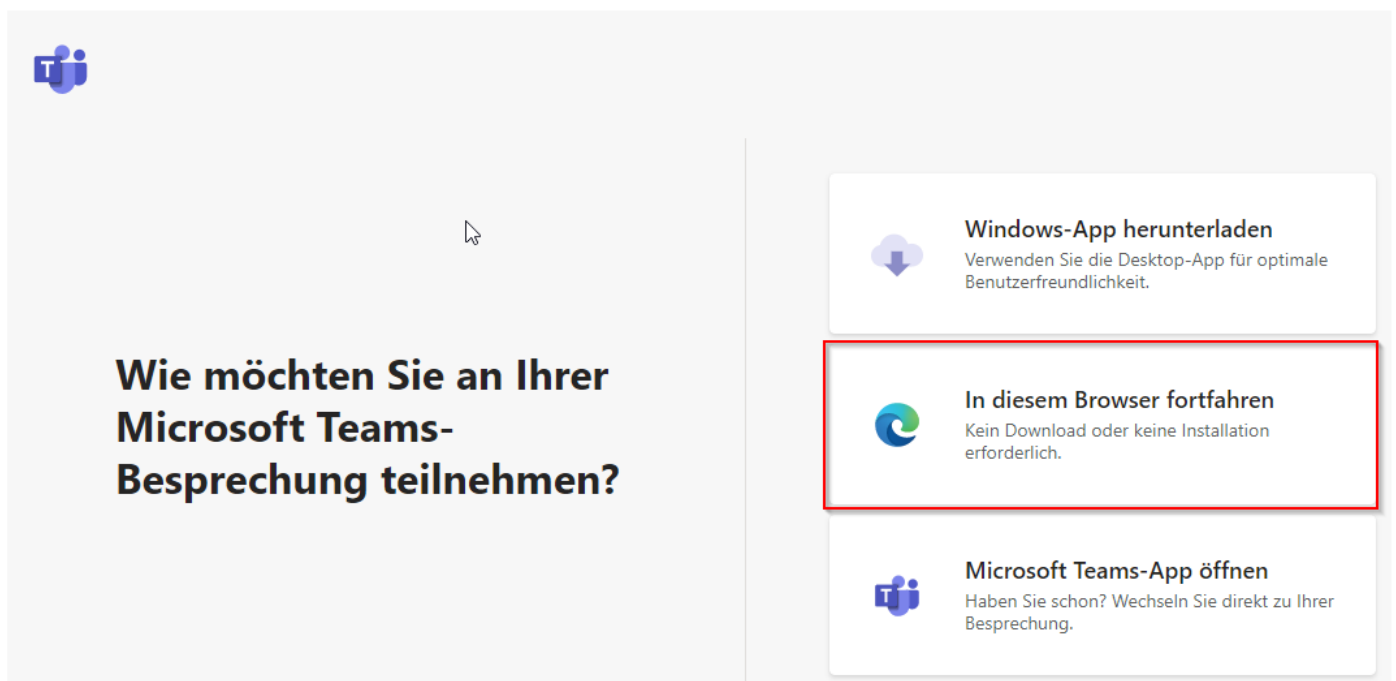 T
Wie möchten Sie an Ihrer
Microsoft Teams-
Besprechung teilnehmen?
Windows-App herunterladen
Verwenden Sie die Desktop-App für optimale
Benutzerfreundlichkeit.
In diesem Browser fortfahren
Kein Download oder keine Installation
erforderlich.
T
Microsoft Teams-App öffnen
Haben Sie schon? Wechseln Sie direkt zu Ihrer
Besprechung.